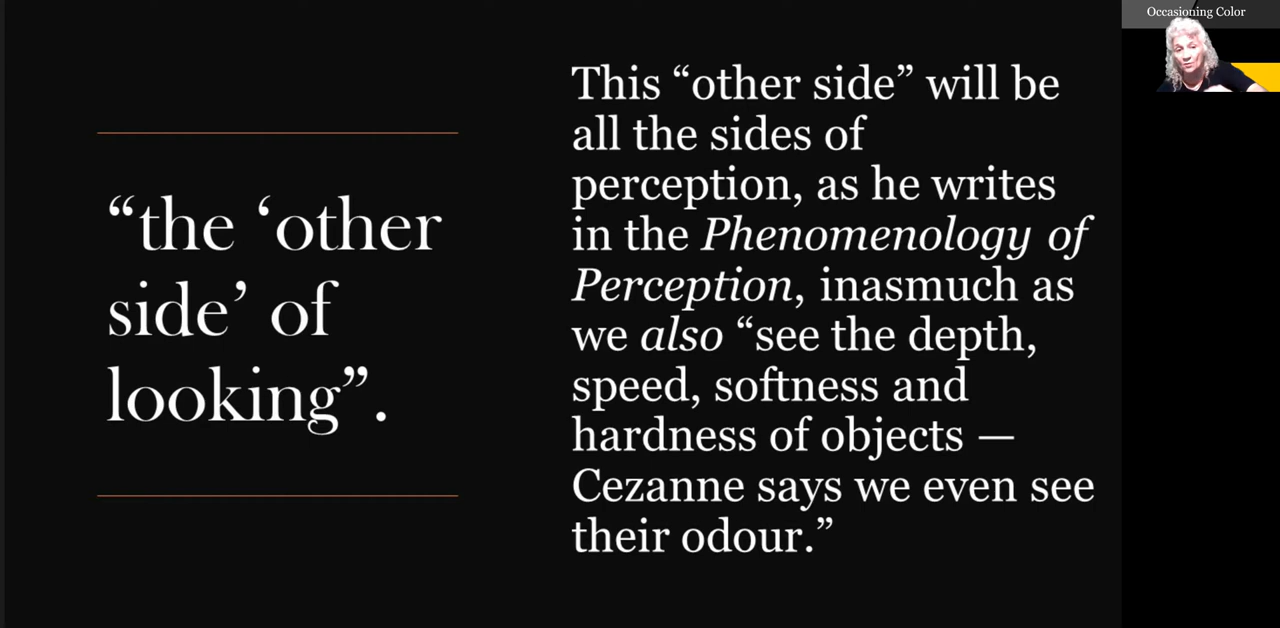 “the ‘other
side’ of
looking”.
This “other side” will be
all the sides of
perception, as he writes
in the Phenomenology of
Perception, inasmuch as
we also “see the depth,
speed, softness and
hardness of objects —
Cezanne says we even see
their odour.”
Occasioning Color